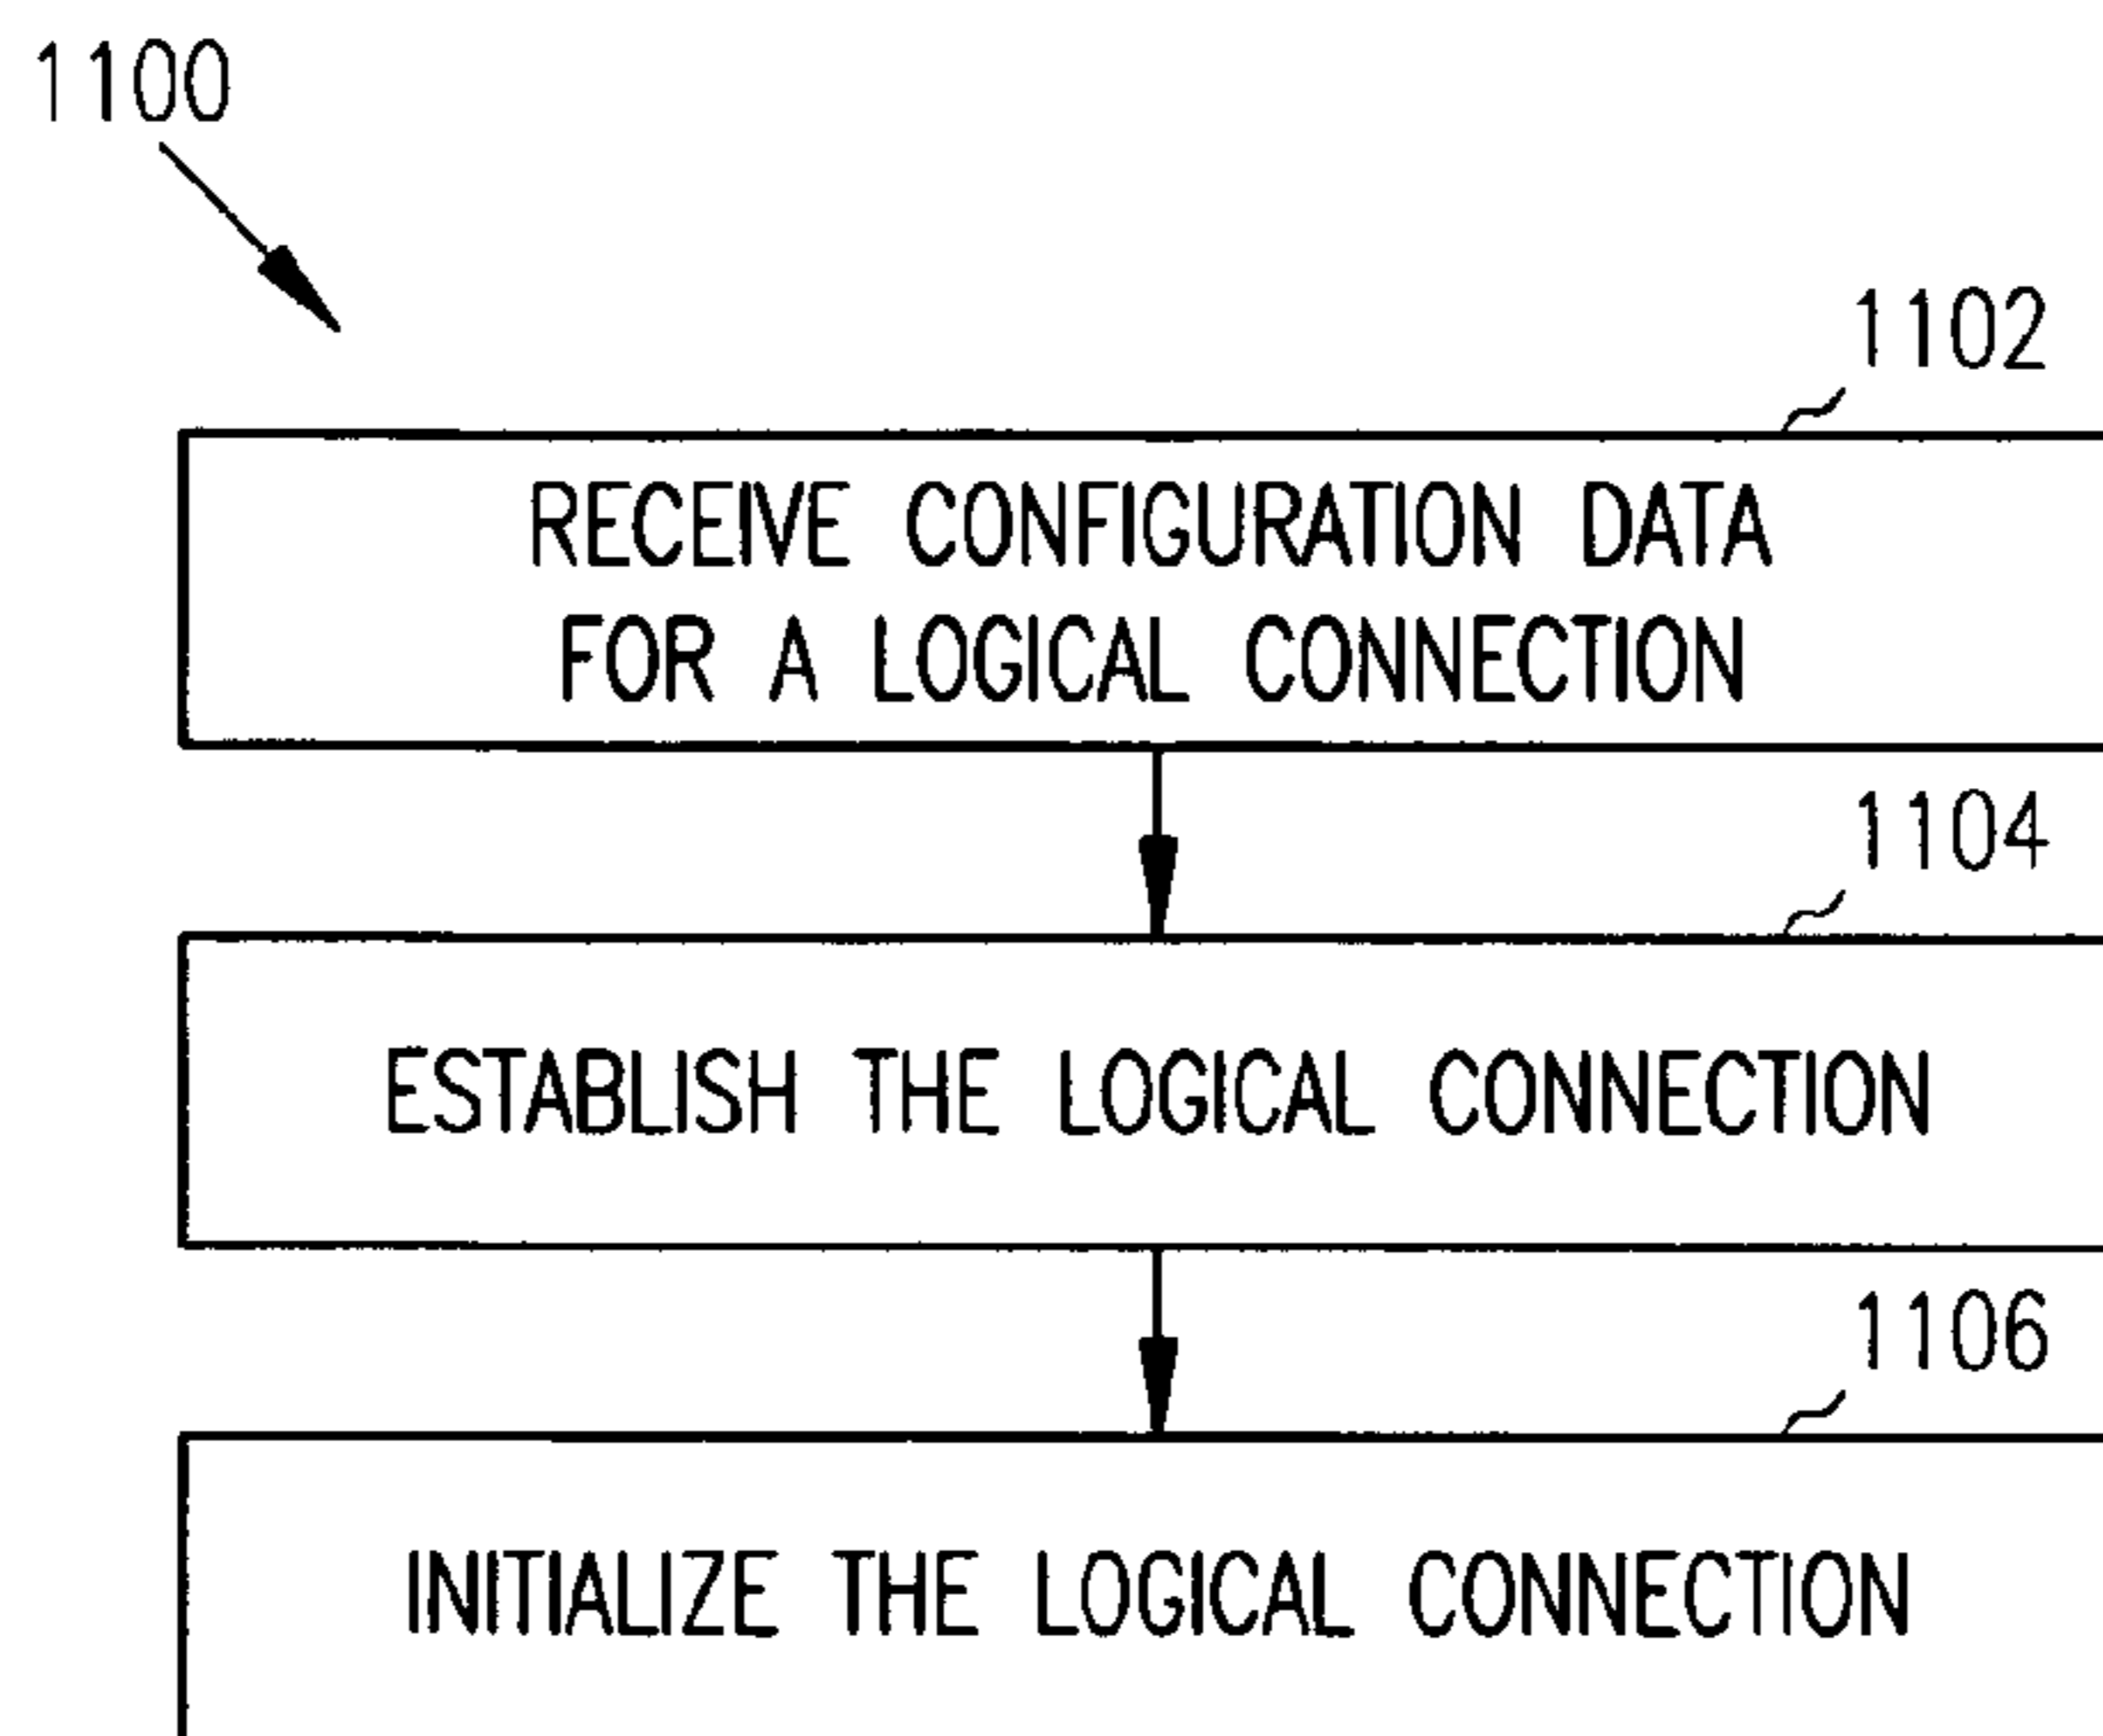 1100
1102
RECEIVE CONFIGURATION DATA
FOR A LOGICAL CONNECTION
1104
ESTABLISH THE LOGICAL CONNECTION
1106
INITIALIZE THE LOGICAL CONNECTION